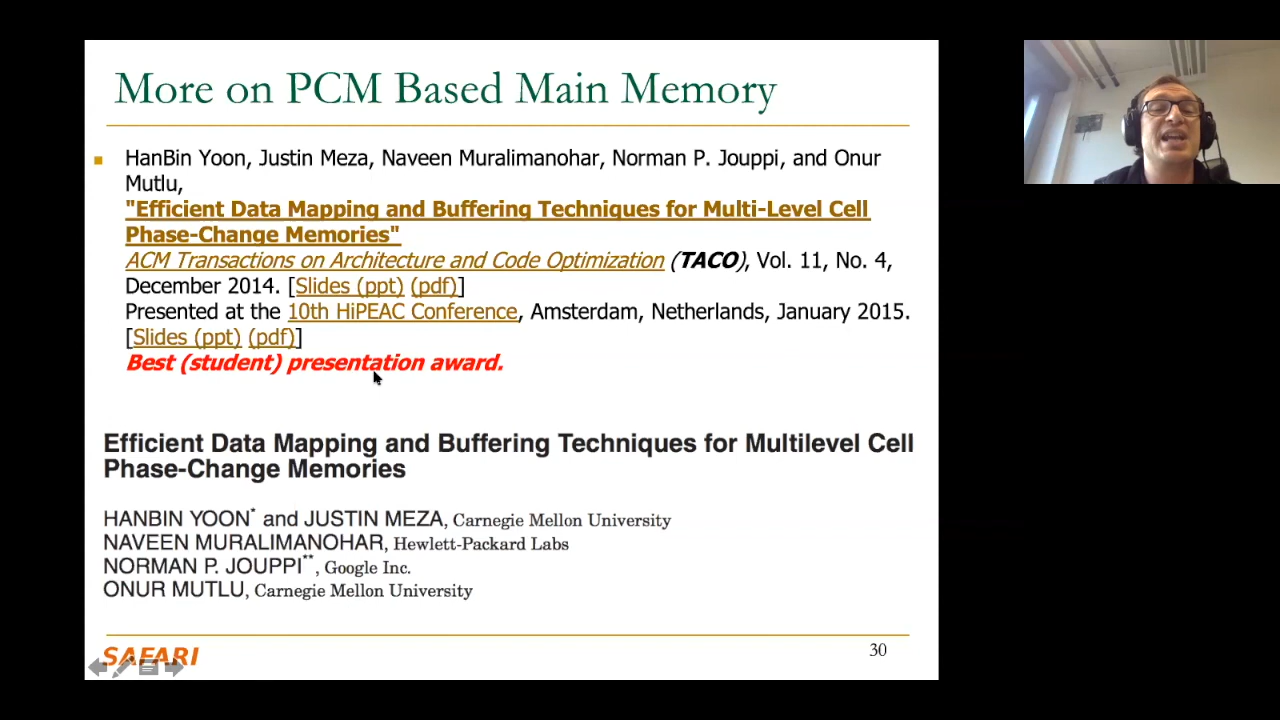 More on PCM Based Main Memory
HanBin Yoon, Justin Meza, Naveen Muralimanohar, Norman P. Jouppi, and Onur
Mutlu,
"Efficient Data Mapping and Buffering Techniques for Multi-Level Cell
Phase-Change Memories"
ACM Transactions on Architecture and Code Optimization (TACO), Vol. 11, No. 4,
December 2014. [Slides (ppt) (pdf)]
Presented at the 10th HiPEAC Conference, Amsterdam, Netherlands, January 2015.
[Slides (ppt) (pdf)]
Best (student) presentation award.
Efficient Data Mapping and Buffering Techniques for Multilevel Cell
Phase-Change Memories
HANBIN YOON* and JUSTIN MEZA, Carnegie Mellon University
NAVEEN MURALIMANOHAR, Hewlett-Packard Labs
NORMAN P. JOUPPI**, Google Inc.
ONUR MUTLU, Carnegie Mellon University
SAFARI
30